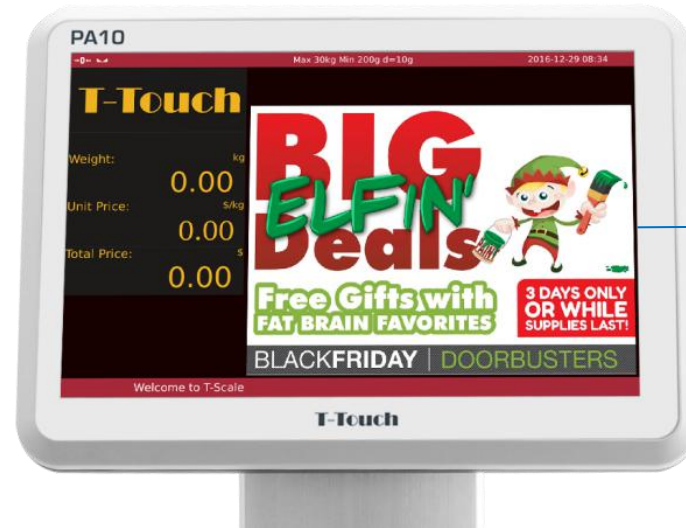 PA10
→0← Max 30kg Min 200g d=10g 2016-12-29 08:34
T-Touch
Weight: kg
0.00
Unit Price: $/kg
0.00
Total Price: $
0.00
BIG
ELFIN'
Deals
Free Gifts with
FAT BRAIN FAVORITES
3 DAYS ONLY
OR WHILE
SUPPLIES LAST!
BLACKFRIDAY | DOORBUSTERS
Welcome to T-Scale
T-Touch